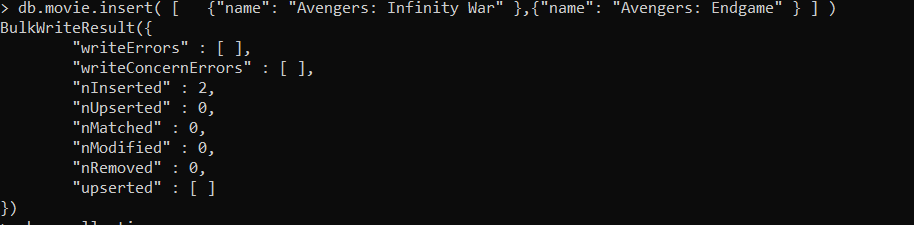 > db.movie.insert( [   {"name": "Avengers: Infinity War" },{"name": "Avengers: Endgame" } ] )
BulkWriteResult({
        "writeErrors" : [ ],
        "writeConcernErrors" : [ ],
        "nInserted" : 2,
        "nUpserted" : 0,
        "nMatched" : 0,
        "nModified" : 0,
        "nRemoved" : 0,
        "upserted" : [ ]
})